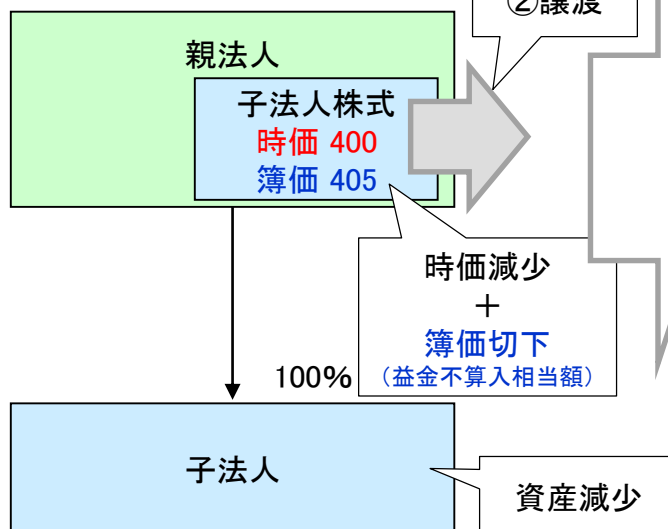 ②譲渡
親法人
子法人株式
時価 400
簿価 405
時価減少
＋
簿価切下
（益金不算入相当額）
100%
子法人
資産減少